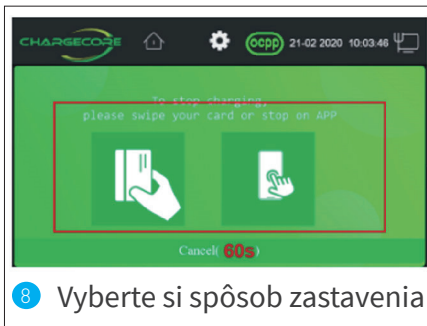 CHARGECORE ocpp 21-02 2020 10:03:46
To stop charging,
please swipe your card or stop on APP
Cancel( 60s)
8 Vyberte si spôsob zastavenia